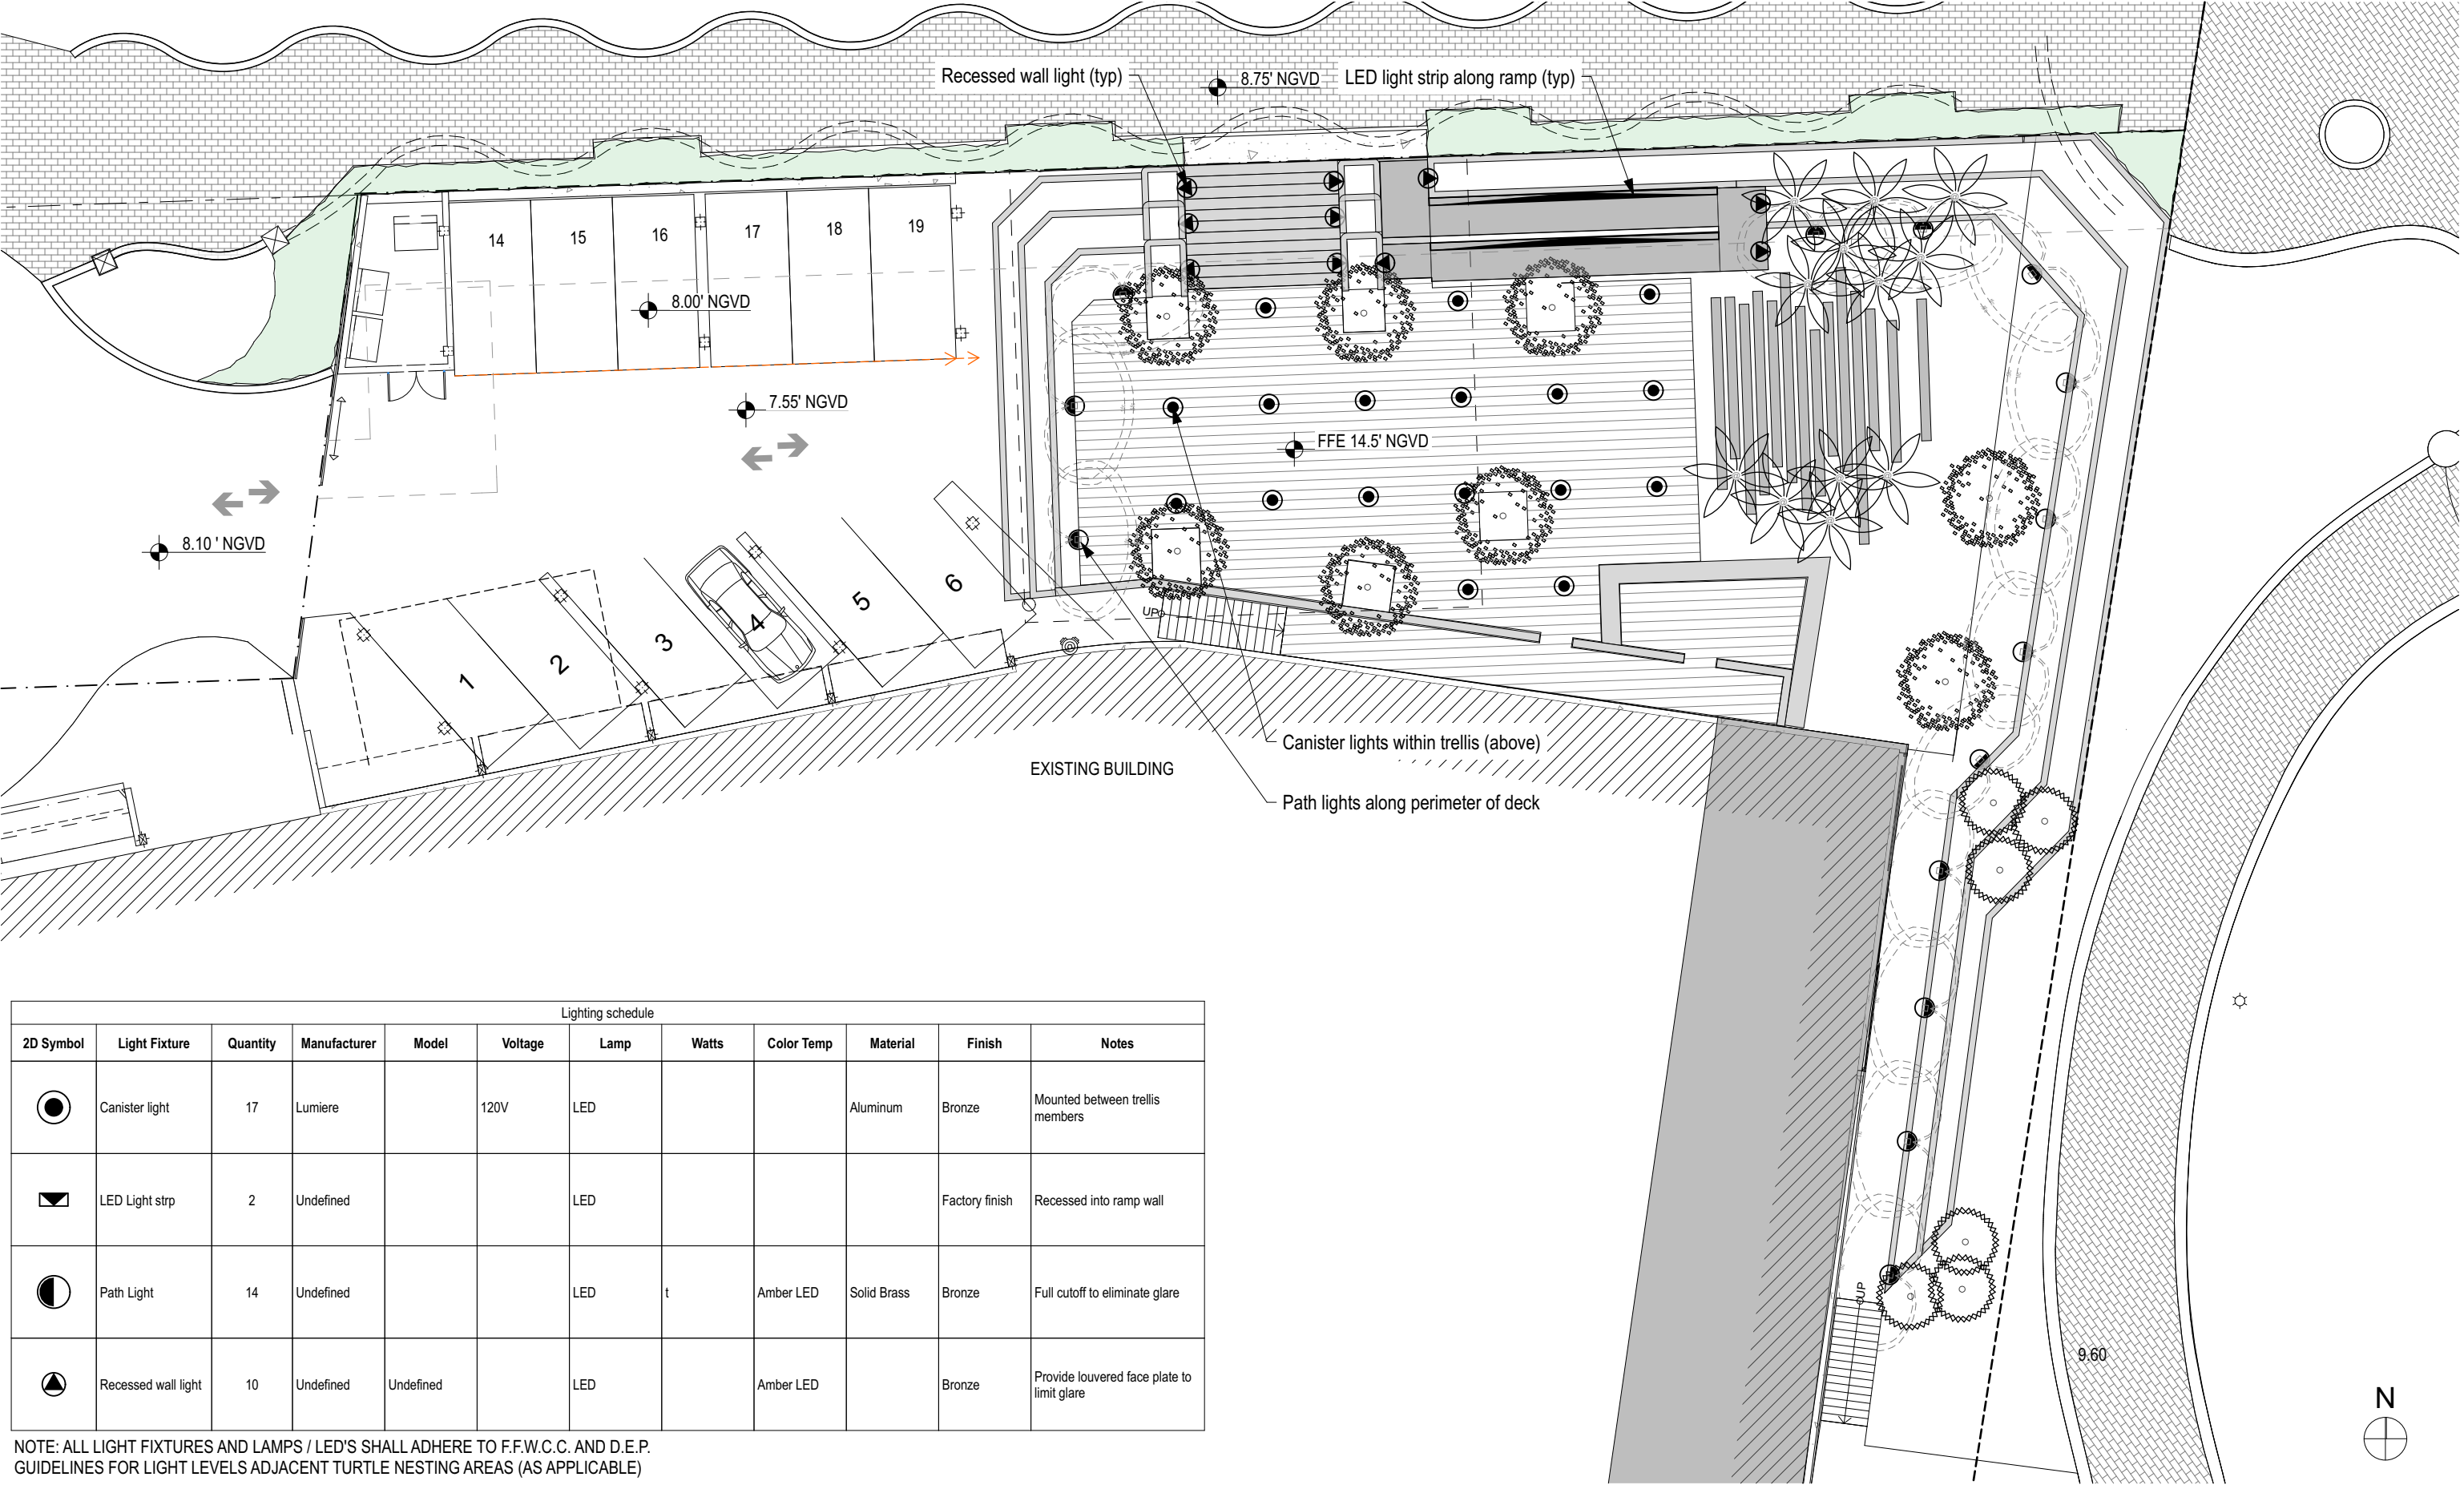 Recessed wall light (typ)
8.75' NGVD
LED light strip along ramp (typ)
14
15
16
17
18
19
8.00' NGVD
7.55' NGVD
FFE 14.5' NGVD
8.10 ' NGVD
1
2
3
4
5
6
UP
Canister lights within trellis (above)
EXISTING BUILDING
Path lights along perimeter of deck
UP
9.60
N
Lighting schedule
2D Symbol Light Fixture Quantity Manufacturer Model Voltage Lamp Watts Color Temp Material Finish Notes
Canister light 17 Lumiere 120V LED Aluminum Bronze Mounted between trellis
members
LED Light strp 2 Undefined LED Factory finish Recessed into ramp wall
Path Light 14 Undefined LED t Amber LED Solid Brass Bronze Full cutoff to eliminate glare
Recessed wall light 10 Undefined Undefined LED Amber LED Bronze Provide louvered face plate to
limit glare
NOTE: ALL LIGHT FIXTURES AND LAMPS / LED'S SHALL ADHERE TO F.F.W.C.C. AND D.E.P.
GUIDELINES FOR LIGHT LEVELS ADJACENT TURTLE NESTING AREAS (AS APPLICABLE)